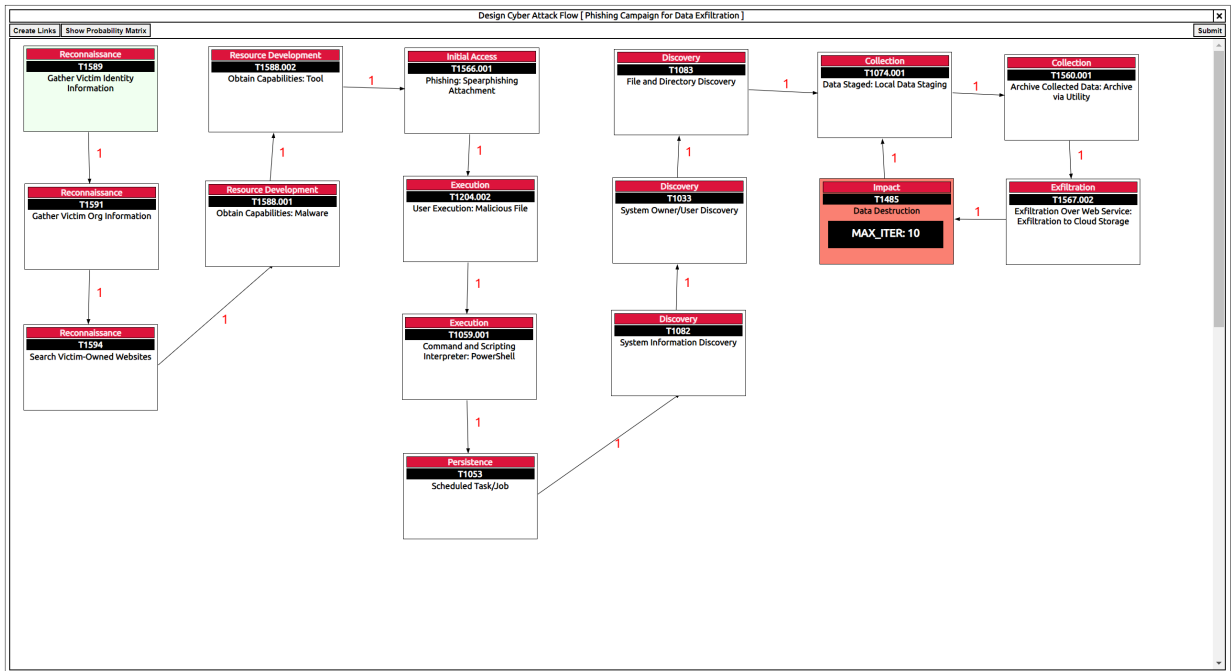 Design Cyber Attack Flow [ Phishing Campaign for Data Exfiltration ]
x
Create Links
Show Probability Matrix
Submit
Reconnaissance
T1589
Gather Victim Identity
Information
1
Reconnaissance
T1591
Gather Victim Org Information
1
Reconnaissance
T1594
Search Victim-Owned Websites
1
Resource Development
T1588.001
Obtain Capabilities: Malware
1
Resource Development
T1588.002
Obtain Capabilities: Tool
1
Initial Access
T1566.001
Phishing: Spearphishing
Attachment
1
Execution
T1204.002
User Execution: Malicious File
1
Execution
T1059.001
Command and Scripting
Interpreter: PowerShell
1
Persistence
T1053
Scheduled Task/Job
1
Discovery
T1082
System Information Discovery
1
Discovery
T1033
System Owner/User Discovery
1
Discovery
T1083
File and Directory Discovery
1
Collection
T1074.001
Data Staged: Local Data Staging
1
Collection
T1560.001
Archive Collected Data: Archive
via Utility
1
Exfiltration
T1567.002
Exfiltration Over Web Service:
Exfiltration to Cloud Storage
1
Impact
T1485
Data Destruction
MAX_ITER: 10
1